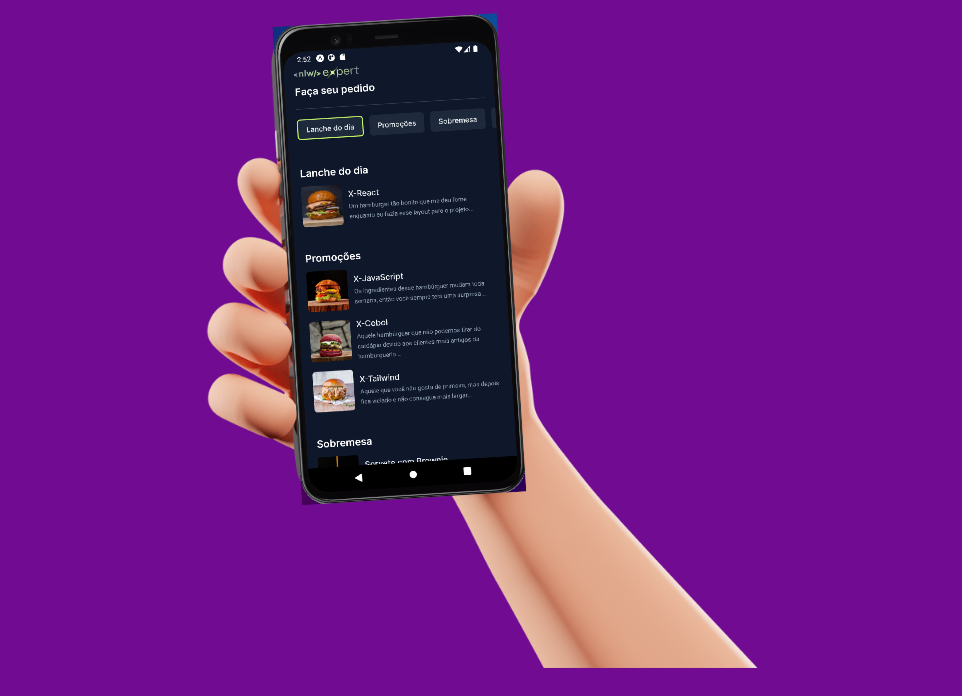 2:52
<nlw/> expert
Faça seu pedido
Lanche do dia
Promoções
Sobremesa
Lanche do dia
X-React
Um hambúrger tão bonito que me deu fome
enquanto eu fazia esse layout para o projeto...
Promoções
X-JavaScript
Os ingredientes desse hambúrguer mudam toda
semana, então você sempre tem uma surpresa...
X-Cobol
Aquele hambúrguer que não podemos tirar do
cardápio devido aos clientes mais antigos da
hamburgueria...
X-Tailwind
Aquele que você não gosta de primeira, mas depois
fica viciado e não consegue mais largar...
Sobremesa
Sorvete com Brownie